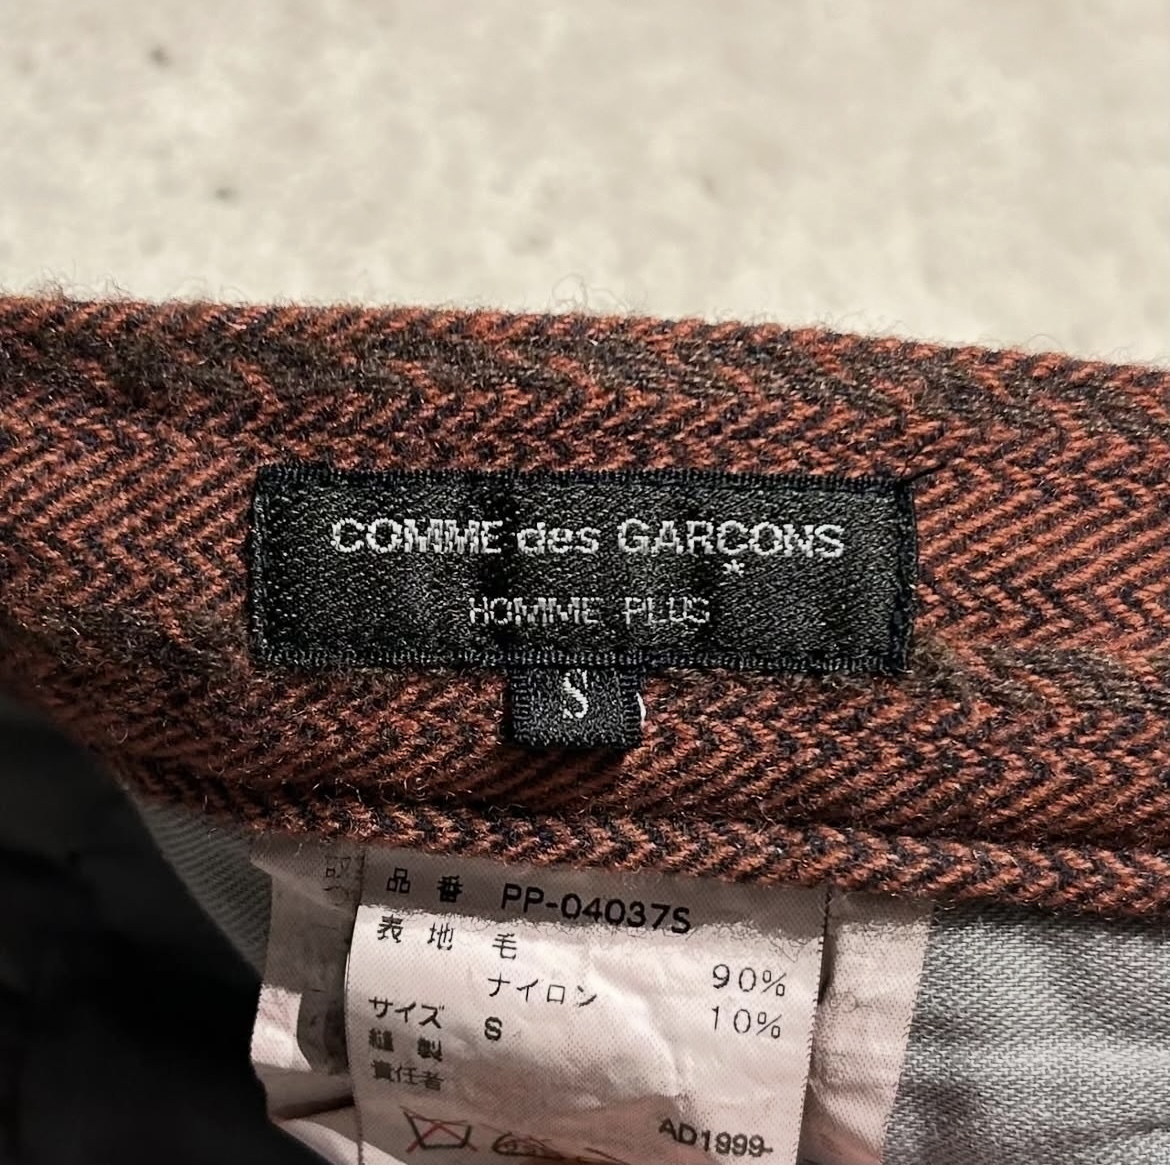 COMME des GARÇONS
HOMME PLUS
S
品番 PP-04037S
表地 毛 90%
ナイロン 10%
サイズ S
縫製
責任者
AD1999-